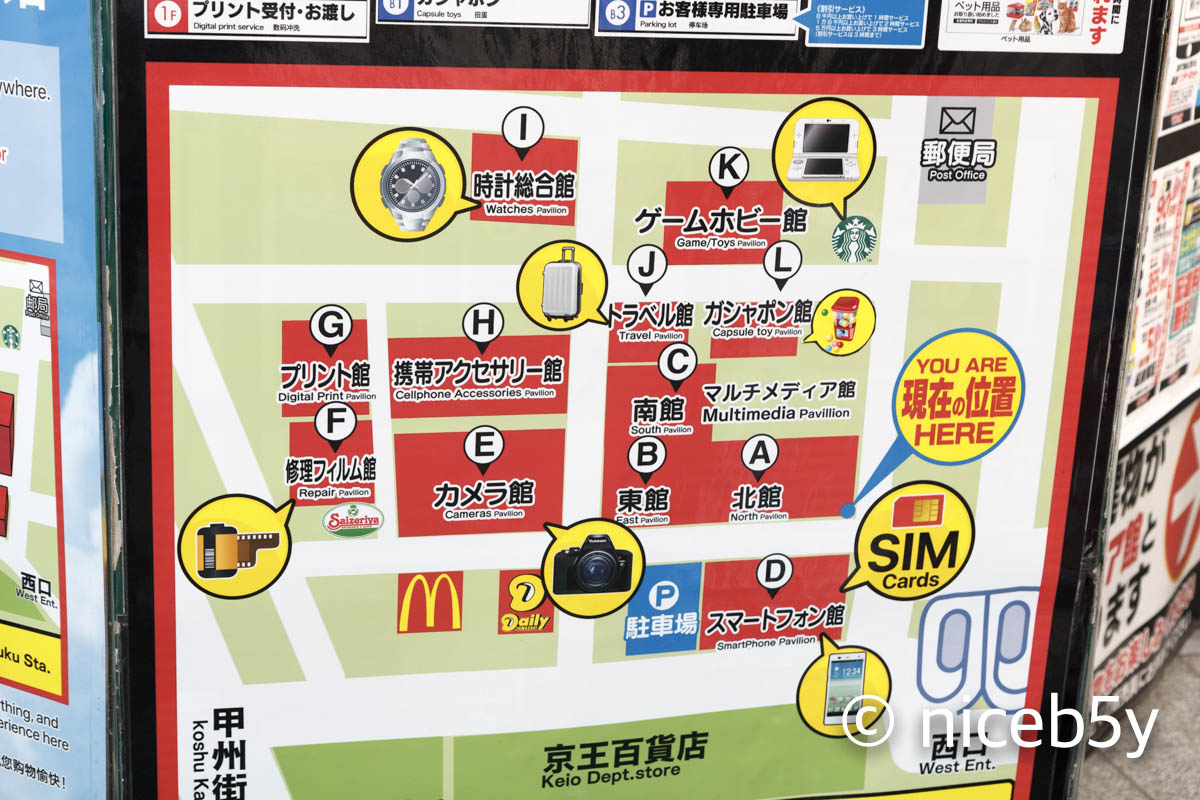 1F
プリント受付・お渡し
Digital print service 数码冲洗
B1
Capsule toys 扭蛋
B3
P お客様専用駐車場
Parking lot 停车场
ペット用品
ペット用品
ywhere.
or
I
時計総合館
Watches Pavilion
K
ゲームホビー館
Game/Toys Pavilion
郵便局
Post Office
J
トラベル館
Travel Pavilion
L
ガシャポン館
Capsule toy Pavilion
G
プリント館
Digital Print Pavilion
H
携帯アクセサリー館
Cellphone Accessories Pavilion
C
南館
South Pavilion
マルチメディア館
Multimedia Pavillion
YOU ARE
現在の位置
HERE
F
修理フィルム館
Repair Pavilion
Saizeriya
E
カメラ館
Cameras Pavilion
B
東館
East Pavilion
A
北館
North Pavilion
SIM
Cards
M
D
Daily
P
駐車場
D
スマートフォン館
SmartPhone Pavilion
12:34
甲州街
koshu Ka
京王百貨店
Keio Dept.store
西口
West Ent.
西口
West Ent.
uku Sta.
thing, and
erience here
您购物愉快！
© niceb5y